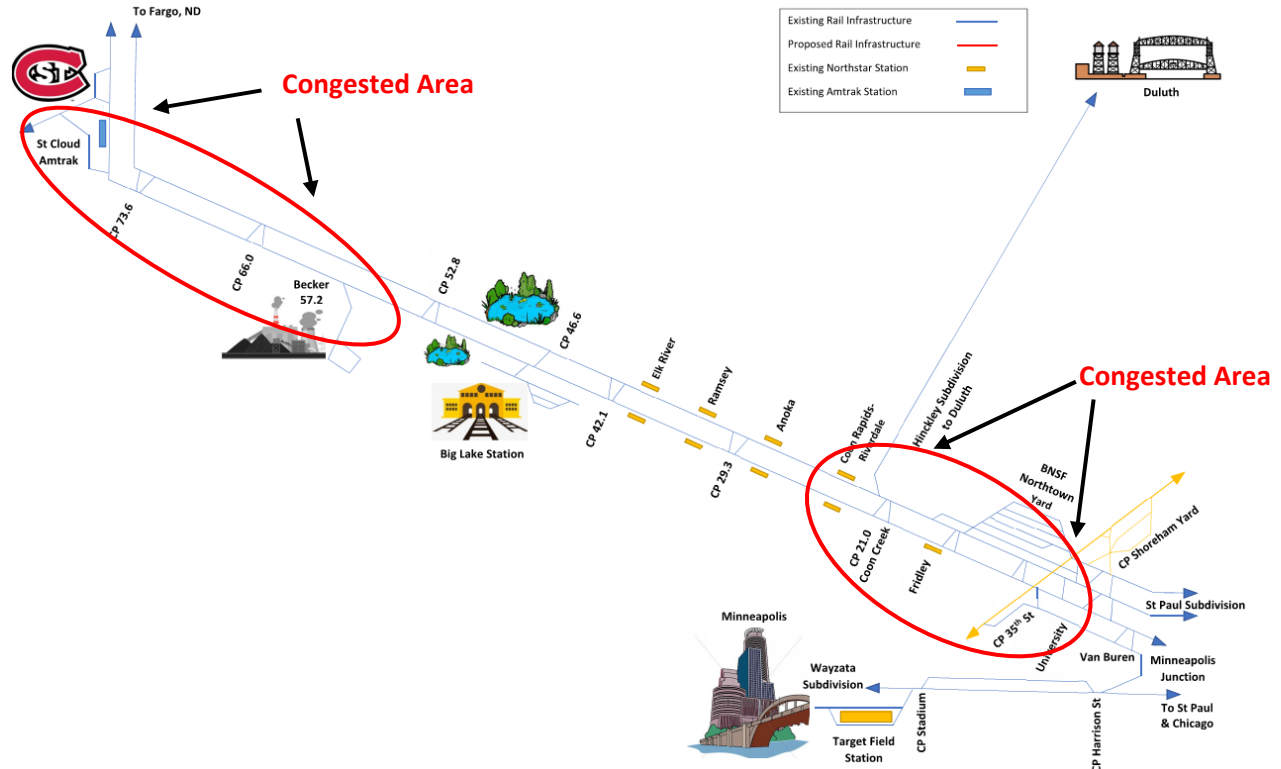 To Fargo, ND
Existing Rail Infrastructure
Proposed Rail Infrastructure
Existing Northstar Station
Existing Amtrak Station
Duluth
ST C
Congested Area
St Cloud
Amtrak
CP 73.6
CP 66.0
Becker
57.2
CP 52.8
CP 46.6
Big Lake Station
CP 42.1
Elk River
Ramsey
CP 29.3
Anoka
Coon Rapids-
Riverdale
Hinckley Subdivision
to Duluth
Congested Area
BNSF
Northtown
Yard
CP Shoreham Yard
CP 21.0
Coon Creek
Fridley
CP 35th St
University
St Paul Subdivision
Van Buren
Minneapolis
Junction
Minneapolis
Wayzata
Subdivision
To St Paul
& Chicago
Target Field
Station
CP Stadium
CP Harrison St